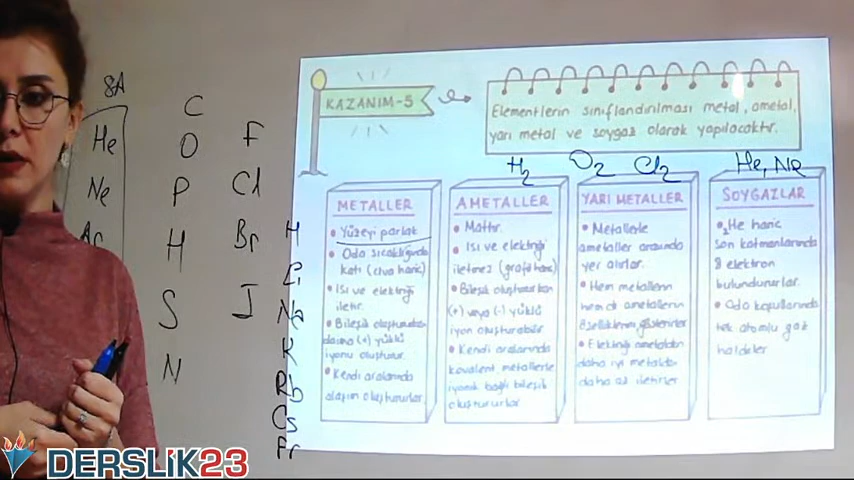 8A
He
Ne
Ar
C
O
P
H
S
N
F
Cl
Br
I
H
Li
Na
K
Rb
Cs
Fr
KAZANIM-5
Elementlerin sınıflandırılması metal, ametal,
yarı metal ve soygaz olarak yapılacaktır.
H2 O2 Cl2 He, Ne
METALLER
• Yüzeyi parlak
• Oda sıcaklığında
katı (civa hariç)
• Isı ve elektriği
iletir.
• Bileşik oluştururken
daima (+) yüklü
iyonu oluşturur.
• Kendi aralarında
alaşım oluştururlar.
AMETALLER
• Mattır.
• Isı ve elektriği
iletmez (grafit hariç)
• Bileşik oluştururken
(+) veya (-) yüklü
iyon oluşturabilir.
• Kendi aralarında
kovalent metallerle
iyonik bağlı bileşik
oluştururlar
YARI METALLER
• Metallerle
ametaller arasında
yer alırlar.
• Hem metallerin
hem de ametallerin
özelliklerini gösterirler
• Elektriği ametalden
daha iyi metalden
daha az iletirler
SOYGAZLAR
• 2He hariç
son katmanlarında
8 elektron
bulundururlar.
• Oda koşullarında
tek atomlu gaz
haldeler
DERSLİK23